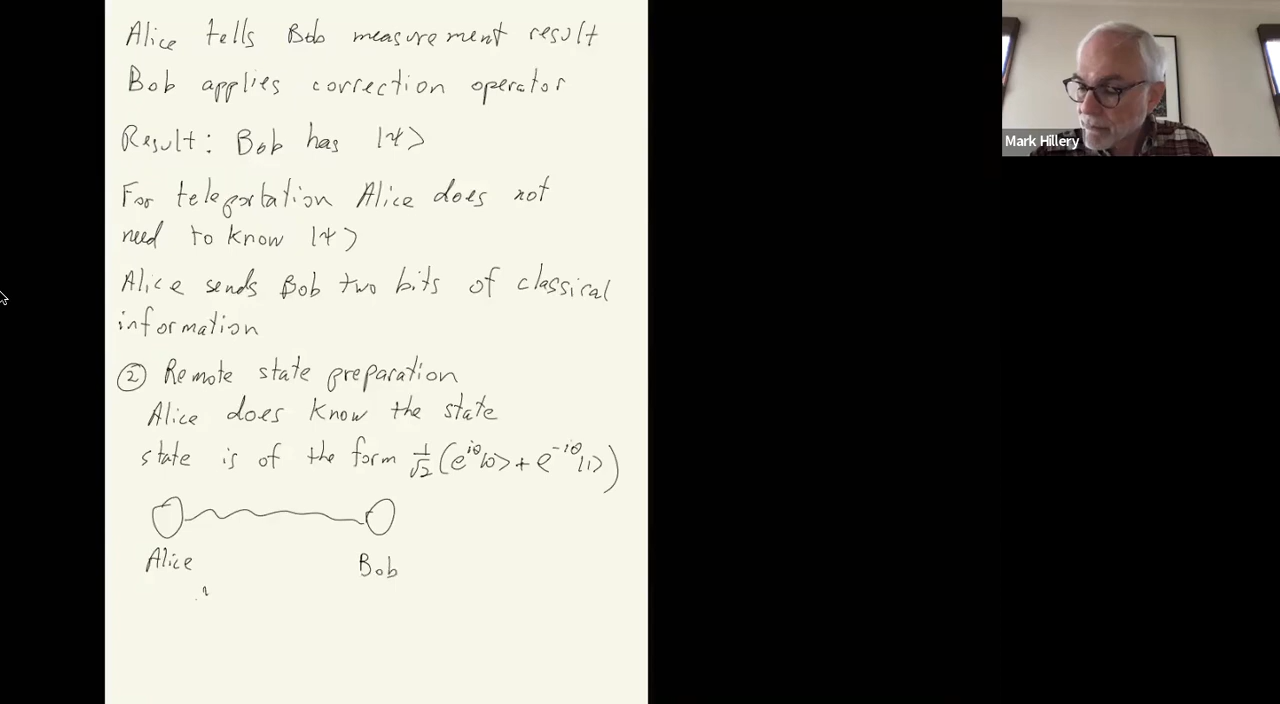 Alice tells Bob measurement result
Bob applies correction operator
Result: Bob has |ψ>
For teleportation Alice does not
need to know |ψ>
Alice sends Bob two bits of classical
information
② Remote state preparation
Alice does know the state
state is of the form 1/√2 (e^{iθ}|0> + e^{-iθ}|1>)
Alice Bob
Mark Hillery